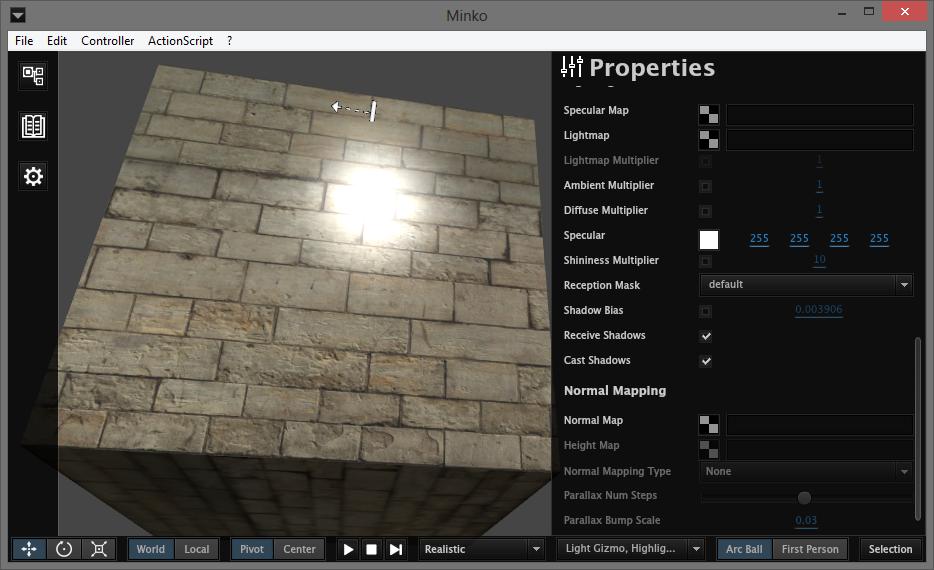 Minko
File Edit Controller ActionScript ?
Properties
Specular Map
Lightmap
Lightmap Multiplier 1
Ambient Multiplier 1
Diffuse Multiplier 1
Specular 255 255 255 255
Shininess Multiplier 10
Reception Mask default
Shadow Bias 0.003906
Receive Shadows
Cast Shadows
Normal Mapping
Normal Map
Height Map
Normal Mapping Type None
Parallax Num Steps
Parallax Bump Scale 0.03
World Local Pivot Center Realistic Light Gizmo, Highlig... Arc Ball First Person Selection